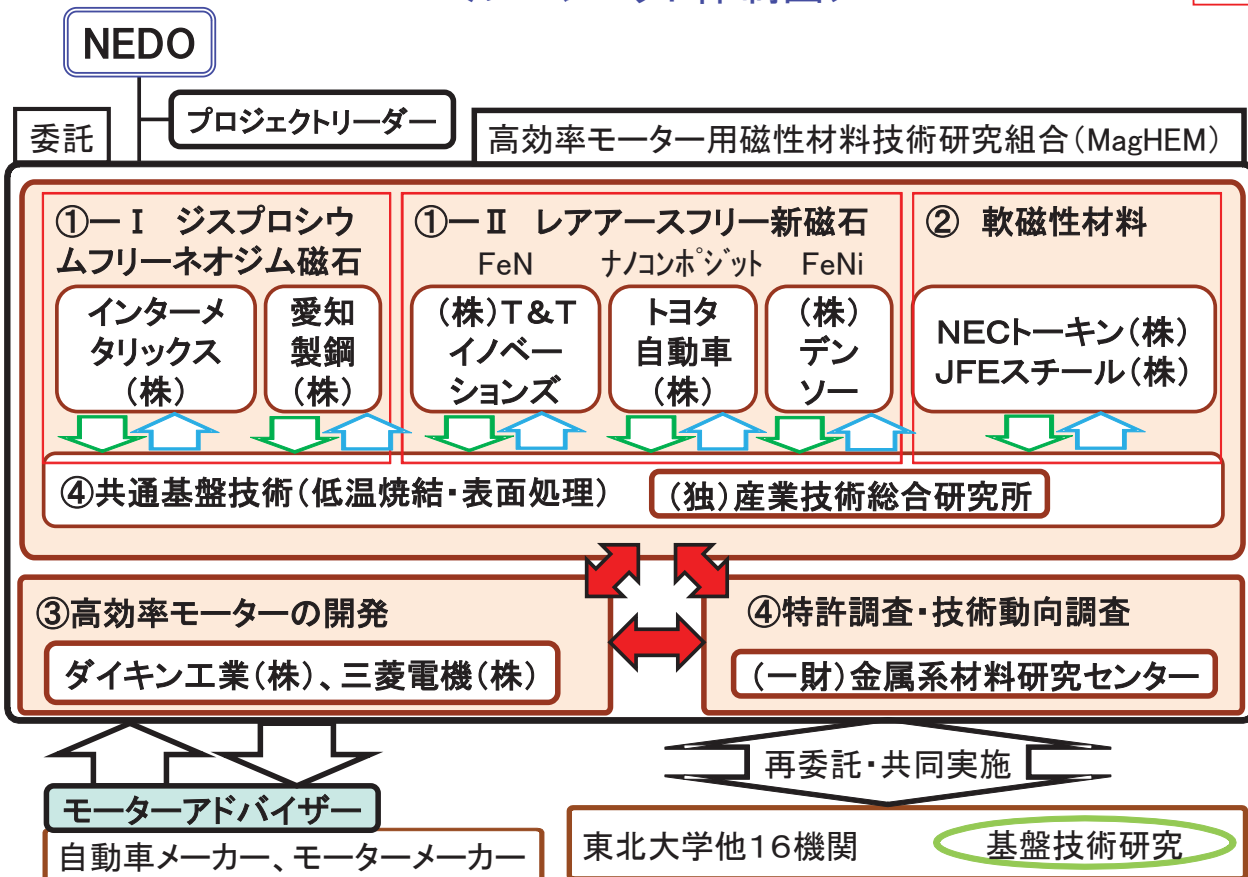 NEDO
プロジェクトリーダー
委託
高効率モーター用磁性材料技術研究組合(MagHEM)
①ーⅠ ジスプロシウ
ムフリーネオジム磁石
インターメ
タリックス
(株)
愛知
製鋼
(株)
①ーⅡ レアアースフリー新磁石
FeN ナノコンポジット FeNi
(株)T&T
イノベー
ションズ
トヨタ
自動車
(株)
(株)
デン
ソー
② 軟磁性材料
NECトーキン(株)
JFEスチール(株)
④共通基盤技術(低温焼結・表面処理)
(独)産業技術総合研究所
③高効率モーターの開発
ダイキン工業(株)、三菱電機(株)
④特許調査・技術動向調査
(一財)金属系材料研究センター
モーターアドバイザー
自動車メーカー、モーターメーカー
再委託・共同実施
東北大学他16機関
基盤技術研究